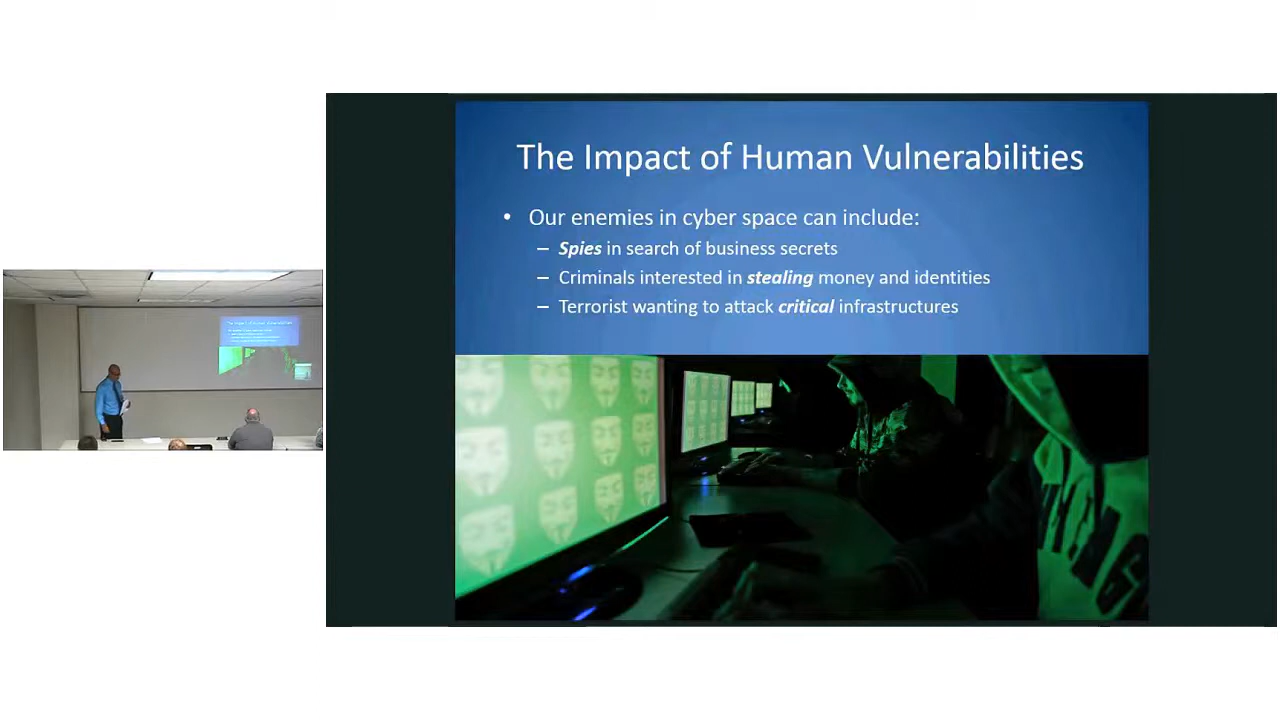 The Impact of Human Vulnerabilities
• Our enemies in cyber space can include:
– Spies in search of business secrets
– Criminals interested in stealing money and identities
– Terrorist wanting to attack critical infrastructures